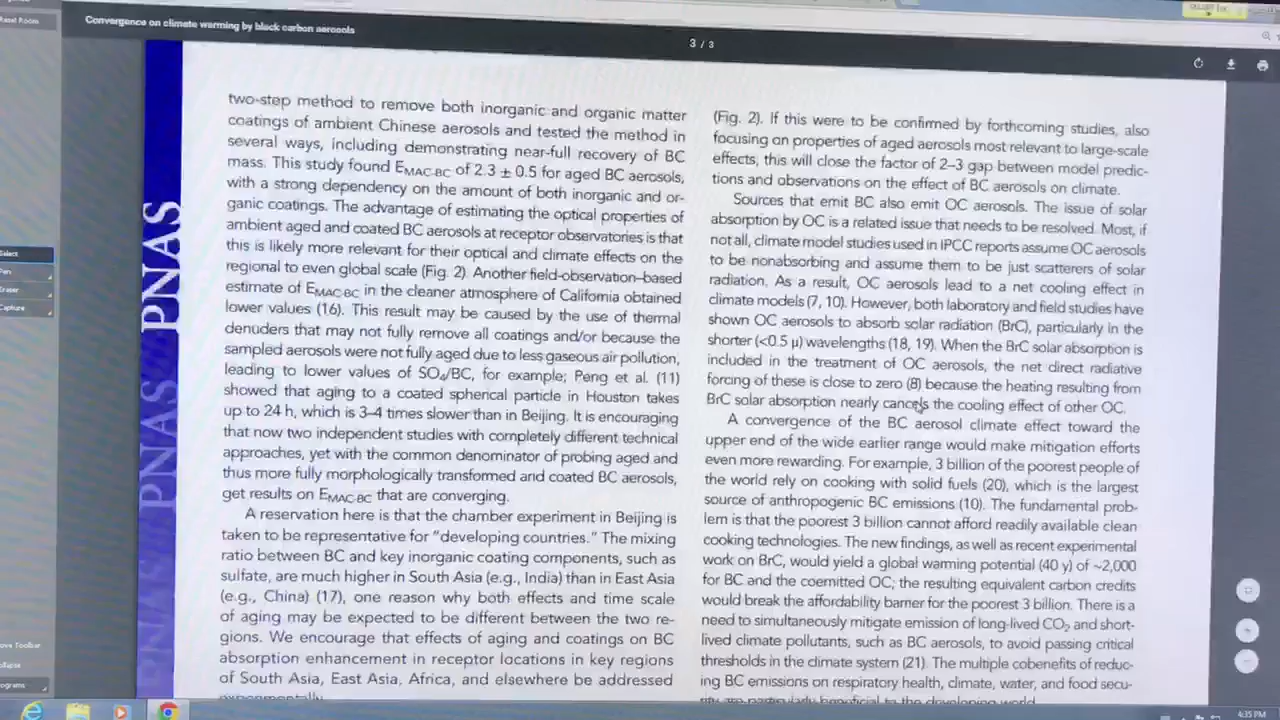 Reset Room
Convergence on climate warming by black carbon aerosols
3 / 3
PNAS PNAS PNAS
Select
Pen
Eraser
Capture
two-step method to remove both inorganic and organic matter
coatings of ambient Chinese aerosols and tested the method in
several ways, including demonstrating near-full recovery of BC
mass. This study found EMAC-BC of 2.3 ± 0.5 for aged BC aerosols,
with a strong dependency on the amount of both inorganic and or-
ganic coatings. The advantage of estimating the optical properties of
ambient aged and coated BC aerosols at receptor observatories is that
this is likely more relevant for their optical and climate effects on the
regional to even global scale (Fig. 2). Another field-observation–based
estimate of EMAC-BC in the cleaner atmosphere of California obtained
lower values (16). This result may be caused by the use of thermal
denuders that may not fully remove all coatings and/or because the
sampled aerosols were not fully aged due to less gaseous air pollution,
leading to lower values of SO4/BC, for example; Peng et al. (11)
showed that aging to a coated spherical particle in Houston takes
up to 24 h, which is 3–4 times slower than in Beijing. It is encouraging
that now two independent studies with completely different technical
approaches, yet with the common denominator of probing aged and
thus more fully morphologically transformed and coated BC aerosols,
get results on EMAC-BC that are converging.
A reservation here is that the chamber experiment in Beijing is
taken to be representative for "developing countries." The mixing
ratio between BC and key inorganic coating components, such as
sulfate, are much higher in South Asia (e.g., India) than in East Asia
(e.g., China) (17), one reason why both effects and time scale
of aging may be expected to be different between the two re-
gions. We encourage that effects of aging and coatings on BC
absorption enhancement in receptor locations in key regions
of South Asia, East Asia, Africa, and elsewhere be addressed
experimentally.
(Fig. 2). If this were to be confirmed by forthcoming studies, also
focusing on properties of aged aerosols most relevant to large-scale
effects, this will close the factor of 2–3 gap between model predic-
tions and observations on the effect of BC aerosols on climate.
Sources that emit BC also emit OC aerosols. The issue of solar
absorption by OC is a related issue that needs to be resolved. Most, if
not all, climate model studies used in IPCC reports assume OC aerosols
to be nonabsorbing and assume them to be just scatterers of solar
radiation. As a result, OC aerosols lead to a net cooling effect in
climate models (7, 10). However, both laboratory and field studies have
shown OC aerosols to absorb solar radiation (BrC), particularly in the
shorter (<0.5 μ) wavelengths (18, 19). When the BrC solar absorption is
included in the treatment of OC aerosols, the net direct radiative
forcing of these is close to zero (8) because the heating resulting from
BrC solar absorption nearly cancels the cooling effect of other OC.
A convergence of the BC aerosol climate effect toward the
upper end of the wide earlier range would make mitigation efforts
even more rewarding. For example, 3 billion of the poorest people of
the world rely on cooking with solid fuels (20), which is the largest
source of anthropogenic BC emissions (10). The fundamental prob-
lem is that the poorest 3 billion cannot afford readily available clean
cooking technologies. The new findings, as well as recent experimental
work on BrC, would yield a global warming potential (40 y) of ~2,000
for BC and the coemitted OC; the resulting equivalent carbon credits
would break the affordability barrier for the poorest 3 billion. There is a
need to simultaneously mitigate emission of long-lived CO2 and short-
lived climate pollutants, such as BC aerosols, to avoid passing critical
thresholds in the climate system (21). The multiple cobenefits of reduc-
ing BC emissions on respiratory health, climate, water, and food secu-
rity are particularly beneficial to the developing world.
4:35 PM